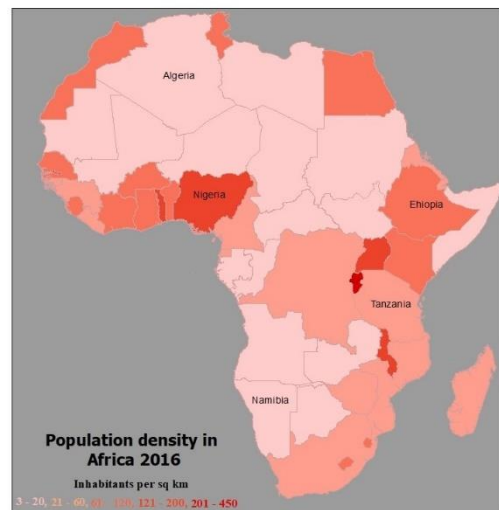 Algeria
Nigeria
Ethiopia
Tanzania
Namibia
Population density in
Africa 2016
Inhabitants per sq km
3 - 20, 21 - 60, 61 - 120, 121 - 200, 201 - 450